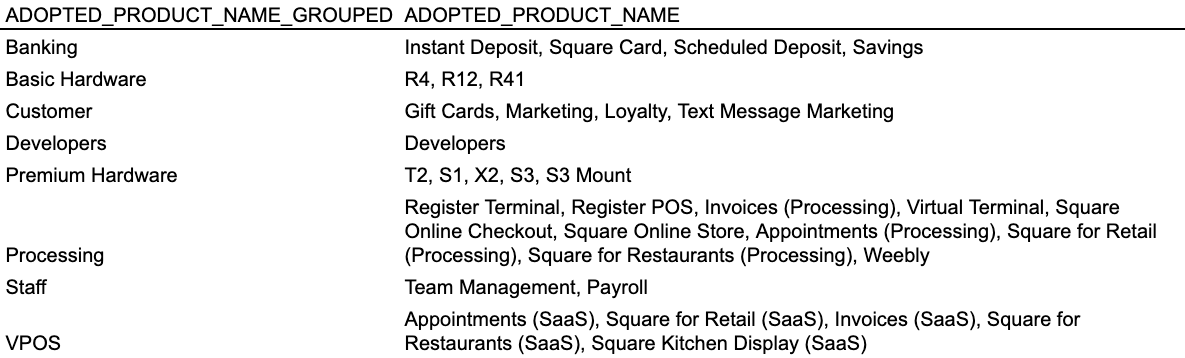 ADOPTED_PRODUCT_NAME_GROUPED ADOPTED_PRODUCT_NAME
Banking Instant Deposit, Square Card, Scheduled Deposit, Savings
Basic Hardware R4, R12, R41
Customer Gift Cards, Marketing, Loyalty, Text Message Marketing
Developers Developers
Premium Hardware T2, S1, X2, S3, S3 Mount
Register Terminal, Register POS, Invoices (Processing), Virtual Terminal, Square
Online Checkout, Square Online Store, Appointments (Processing), Square for Retail
Processing (Processing), Square for Restaurants (Processing), Weebly
Staff Team Management, Payroll
Appointments (SaaS), Square for Retail (SaaS), Invoices (SaaS), Square for
VPOS Restaurants (SaaS), Square Kitchen Display (SaaS)